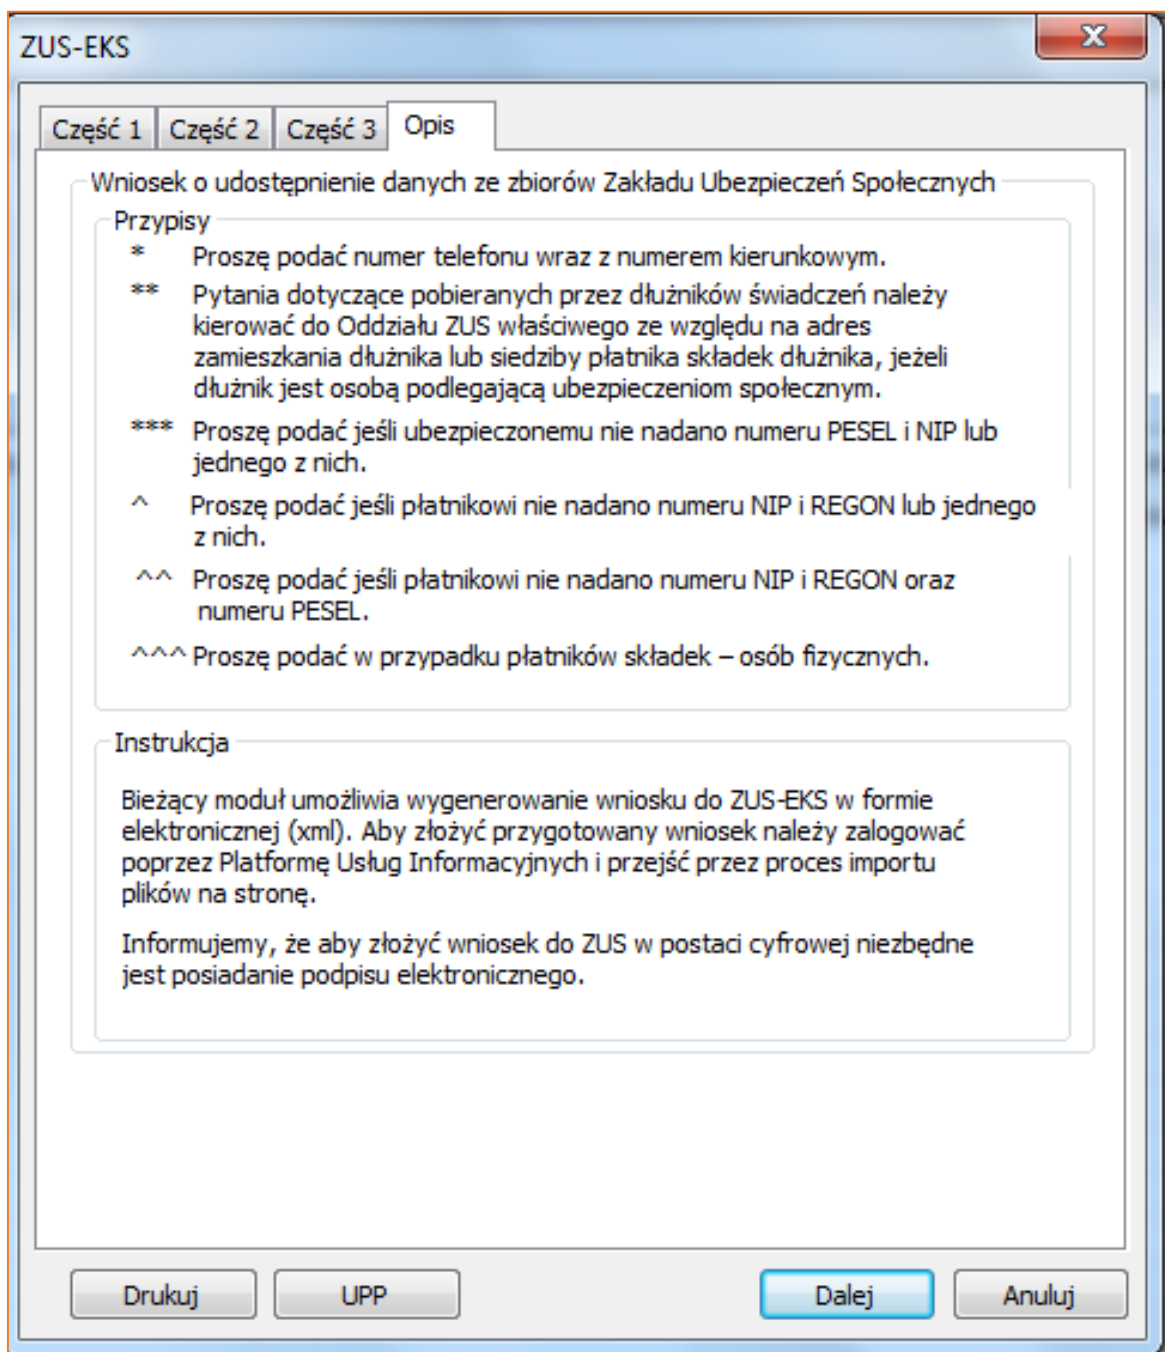 ZUS-EKS
x
Część 1 Część 2 Część 3 Opis
Wniosek o udostępnienie danych ze zbiorów Zakładu Ubezpieczeń Społecznych
Przypisy
* Proszę podać numer telefonu wraz z numerem kierunkowym.
** Pytania dotyczące pobieranych przez dłużników świadczeń należy
kierować do Oddziału ZUS właściwego ze względu na adres
zamieszkania dłużnika lub siedziby płatnika składek dłużnika, jeżeli
dłużnik jest osobą podlegającą ubezpieczeniom społecznym.
*** Proszę podać jeśli ubezpieczonemu nie nadano numeru PESEL i NIP lub
jednego z nich.
^ Proszę podać jeśli płatnikowi nie nadano numeru NIP i REGON lub jednego
z nich.
^^ Proszę podać jeśli płatnikowi nie nadano numeru NIP i REGON oraz
numeru PESEL.
^^^ Proszę podać w przypadku płatników składek – osób fizycznych.
Instrukcja
Bieżący moduł umożliwia wygenerowanie wniosku do ZUS-EKS w formie
elektronicznej (xml). Aby złożyć przygotowany wniosek należy zalogować
poprzez Platformę Usług Informacyjnych i przejść przez proces importu
plików na stronę.
Informujemy, że aby złożyć wniosek do ZUS w postaci cyfrowej niezbędne
jest posiadanie podpisu elektronicznego.
Drukuj UPP Dalej Anuluj